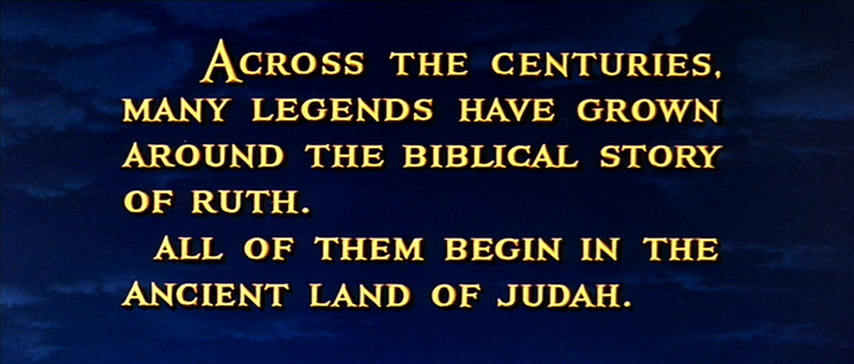 ACROSS THE CENTURIES,
MANY LEGENDS HAVE GROWN
AROUND THE BIBLICAL STORY
OF RUTH.
ALL OF THEM BEGIN IN THE
ANCIENT LAND OF JUDAH.